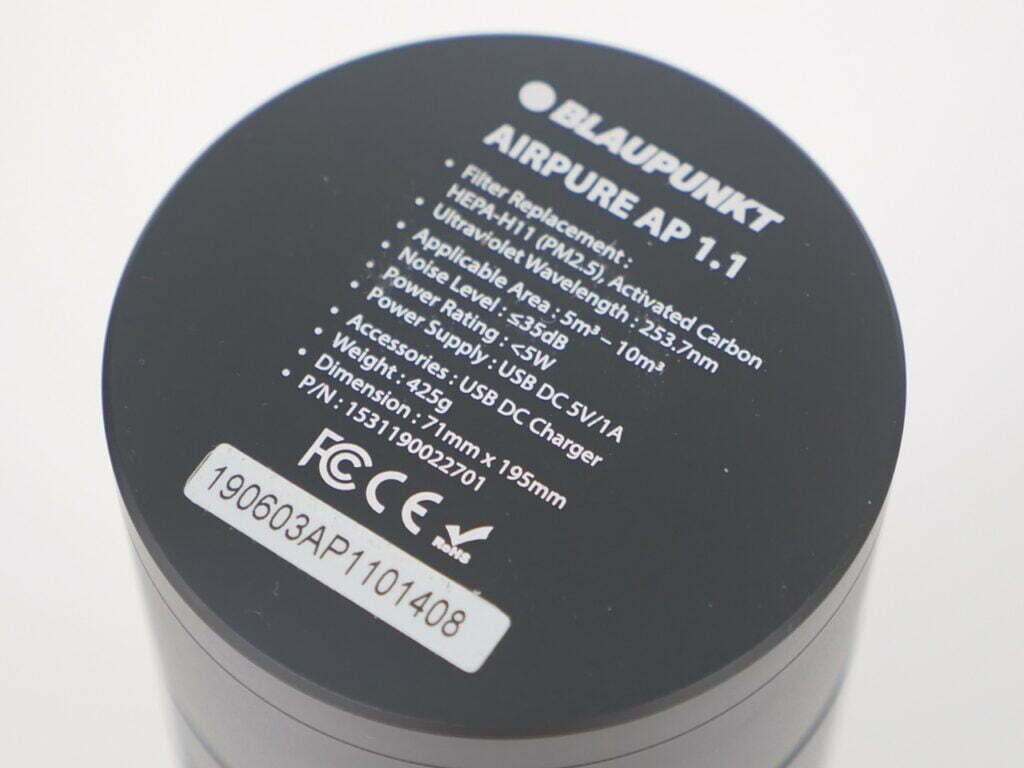 BLAUPUNKT
AIRPURE AP 1.1
• Filter Replacement :
HEPA-H11 (PM2.5), Activated Carbon
• Ultraviolet Wavelength : 253.7nm
• Applicable Area : 5m³ – 10m³
• Noise Level : ≤35dB
• Power Rating : <5W
• Power Supply : USB DC 5V/1A
• Accessories : USB DC Charger
• Weight : 425g
• Dimension : 71mm x 195mm
• P/N : 1531190022701
FCC CE RoHS
190603AP1101408